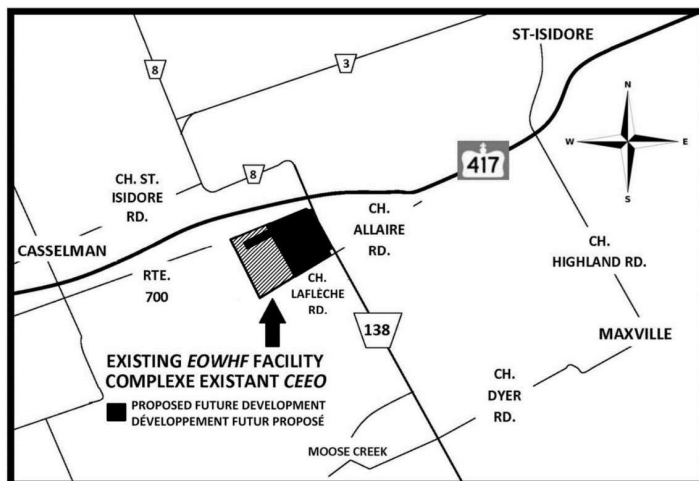 ST-ISIDORE
8
3
N
W
E
S
417
CH. ST.
ISIDORE
RD.
8
CH.
ALLAIRE
RD.
CASSELMAN
RTE.
700
CH.
LAFLÈCHE
RD.
CH.
HIGHLAND RD.
138
MAXVILLE
EXISTING EOWHF FACILITY
COMPLEXE EXISTANT CEEO
PROPOSED FUTURE DEVELOPMENT
DÉVELOPPEMENT FUTUR PROPOSÉ
CH.
DYER
RD.
MOOSE CREEK